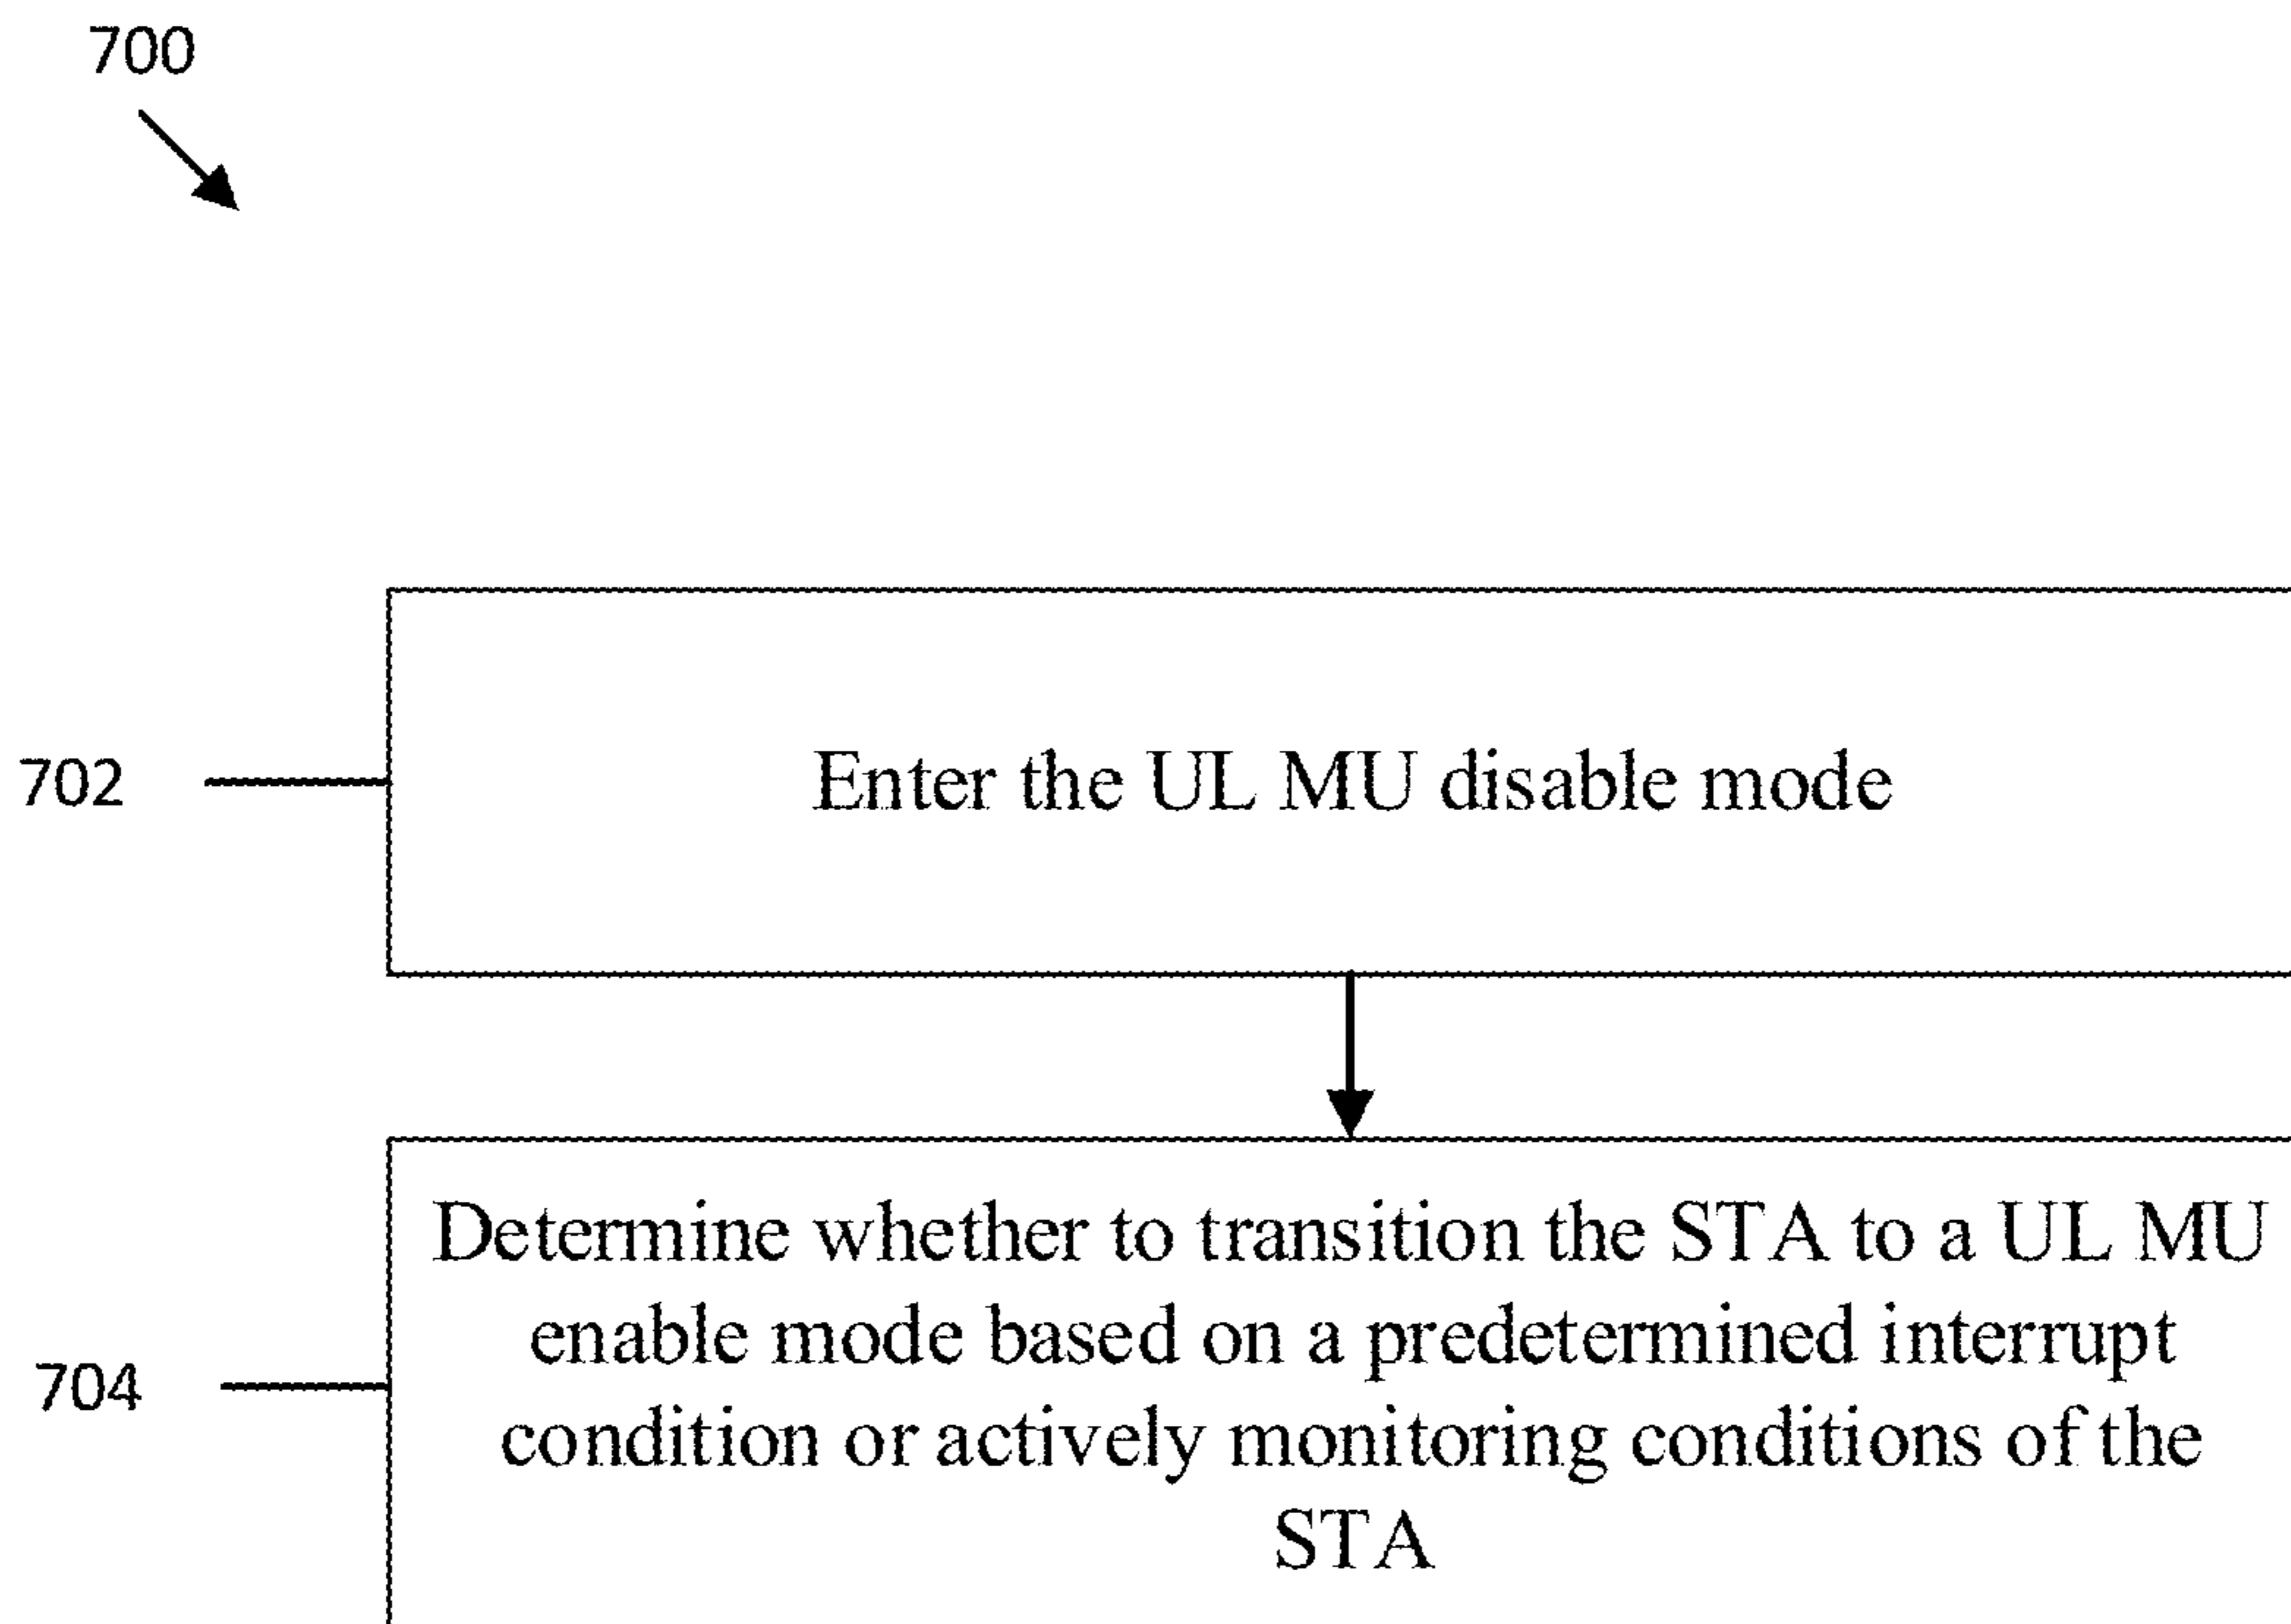 700
702
Enter the UL MU disable mode
Determine whether to transition the STA to a UL MU
enable mode based on a predetermined interrupt
704
condition or actively monitoring conditions of the
STA